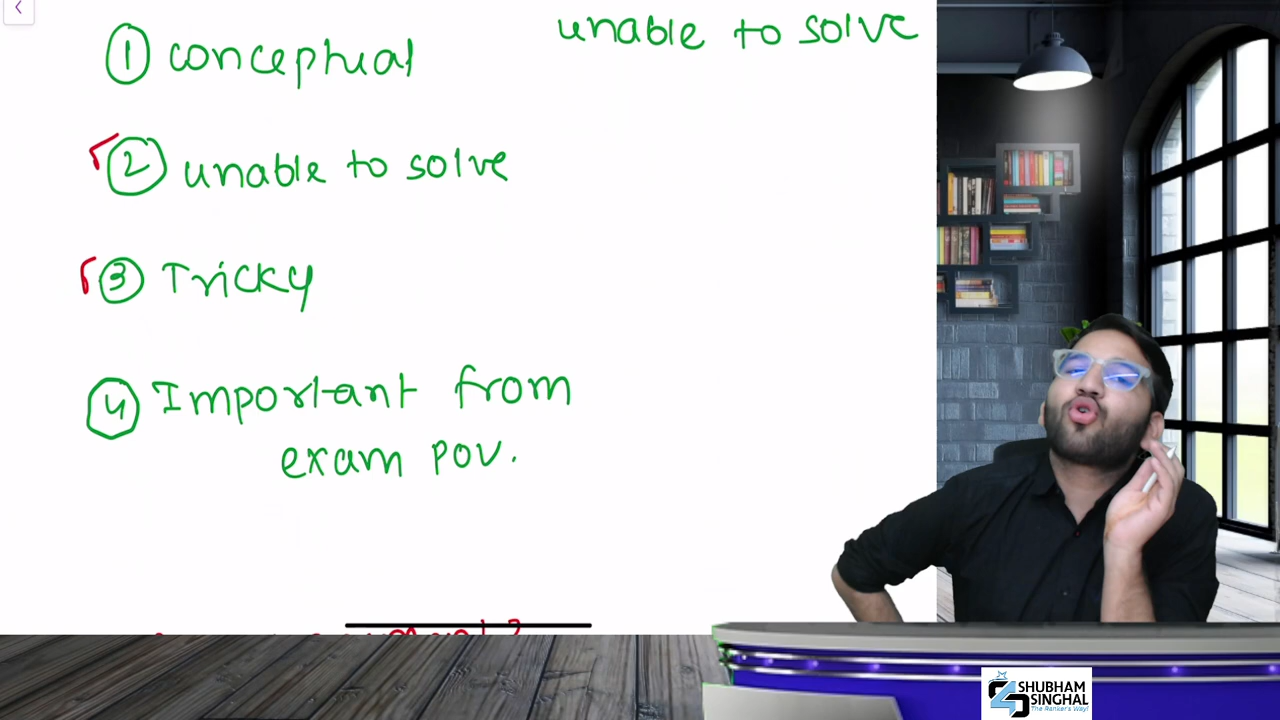 unable to solve
① conceptual
② unable to solve
③ Tricky
④ Important from
exam POV.
SHUBHAM
SINGHAL
The Ranker's Way!